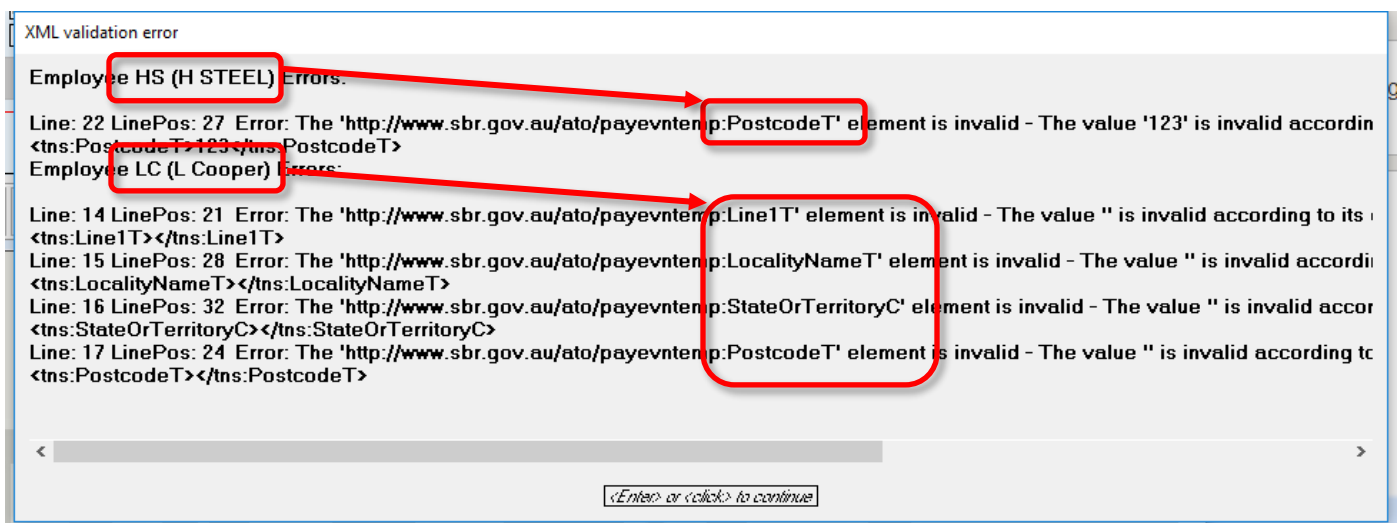 XML validation error
Employee HS (H STEEL) Errors:
Line: 22 LinePos: 27 Error: The 'http://www.sbr.gov.au/ato/payevntemp:PostcodeT' element is invalid - The value '123' is invalid accordin
<tns:PostcodeT>123</tns:PostcodeT>
Employee LC (L Cooper) Errors:
Line: 14 LinePos: 21 Error: The 'http://www.sbr.gov.au/ato/payevntemp:Line1T' element is invalid - The value '' is invalid according to its
<tns:Line1T></tns:Line1T>
Line: 15 LinePos: 28 Error: The 'http://www.sbr.gov.au/ato/payevntemp:LocalityNameT' element is invalid - The value '' is invalid accordi
<tns:LocalityNameT></tns:LocalityNameT>
Line: 16 LinePos: 32 Error: The 'http://www.sbr.gov.au/ato/payevntemp:StateOrTerritoryC' element is invalid - The value '' is invalid accor
<tns:StateOrTerritoryC></tns:StateOrTerritoryC>
Line: 17 LinePos: 24 Error: The 'http://www.sbr.gov.au/ato/payevntemp:PostcodeT' element is invalid - The value '' is invalid according to
<tns:PostcodeT></tns:PostcodeT>
<Enter> or <click> to continue